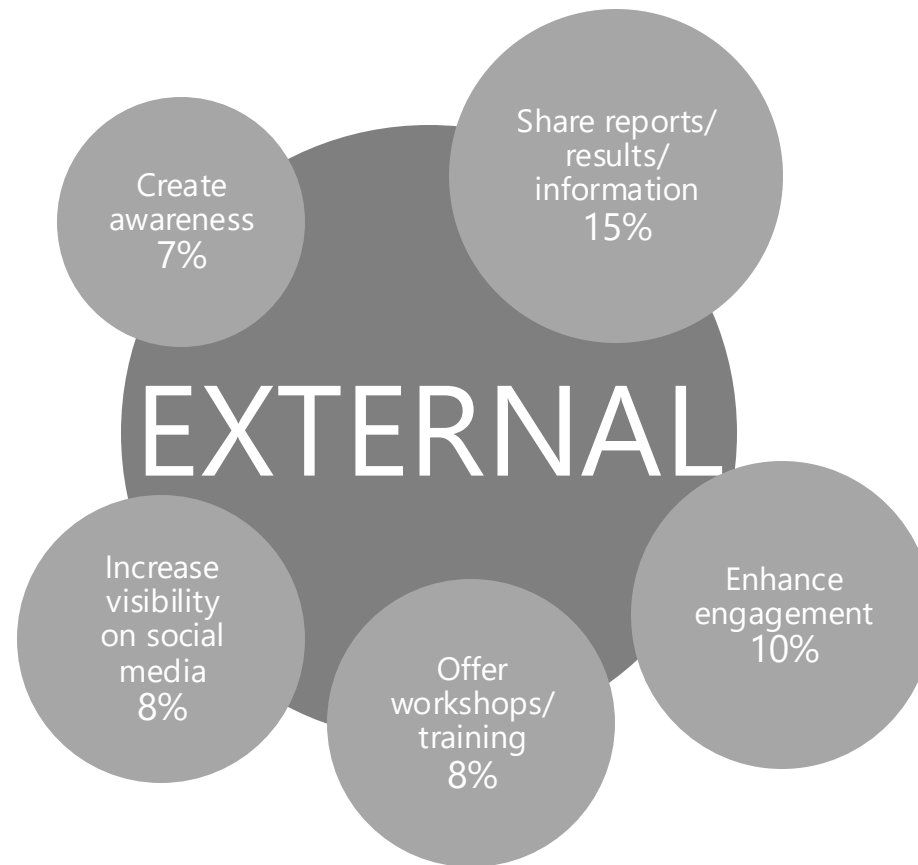 Share reports/
results/
information
15%
Create
awareness
7%
EXTERNAL
Increase
visibility
on social
media
8%
Offer
workshops/
training
8%
Enhance
engagement
10%